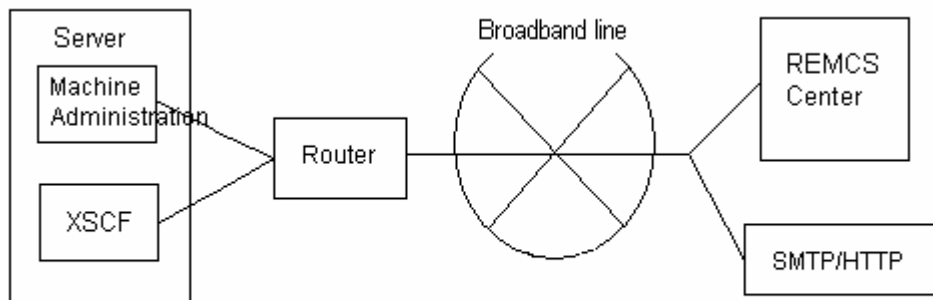 Server
Machine
Administration
XSCF
Router
Broadband line
REMCS
Center
SMTP/HTTP